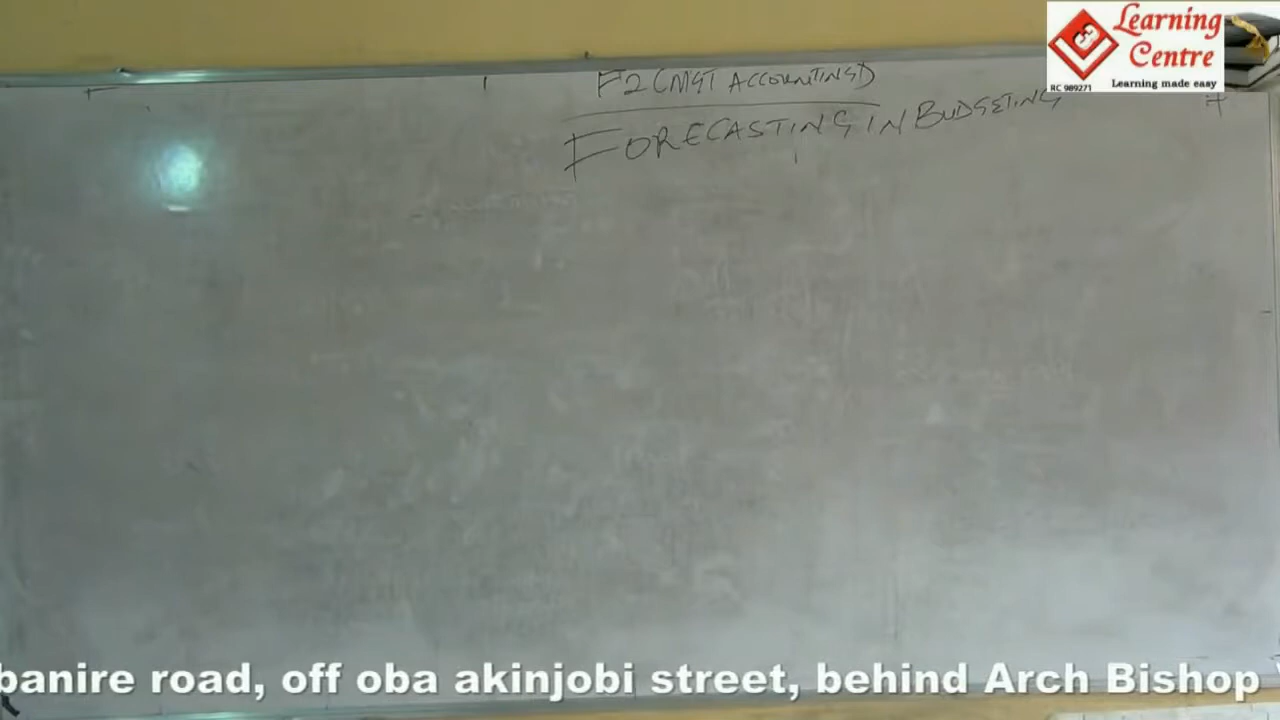 Learning
Centre
RC 989271
Learning made easy
F2 (MGT ACCOUNTING)
FORECASTING IN BUDGETING
banire road, off oba akinjobi street, behind Arch Bishop